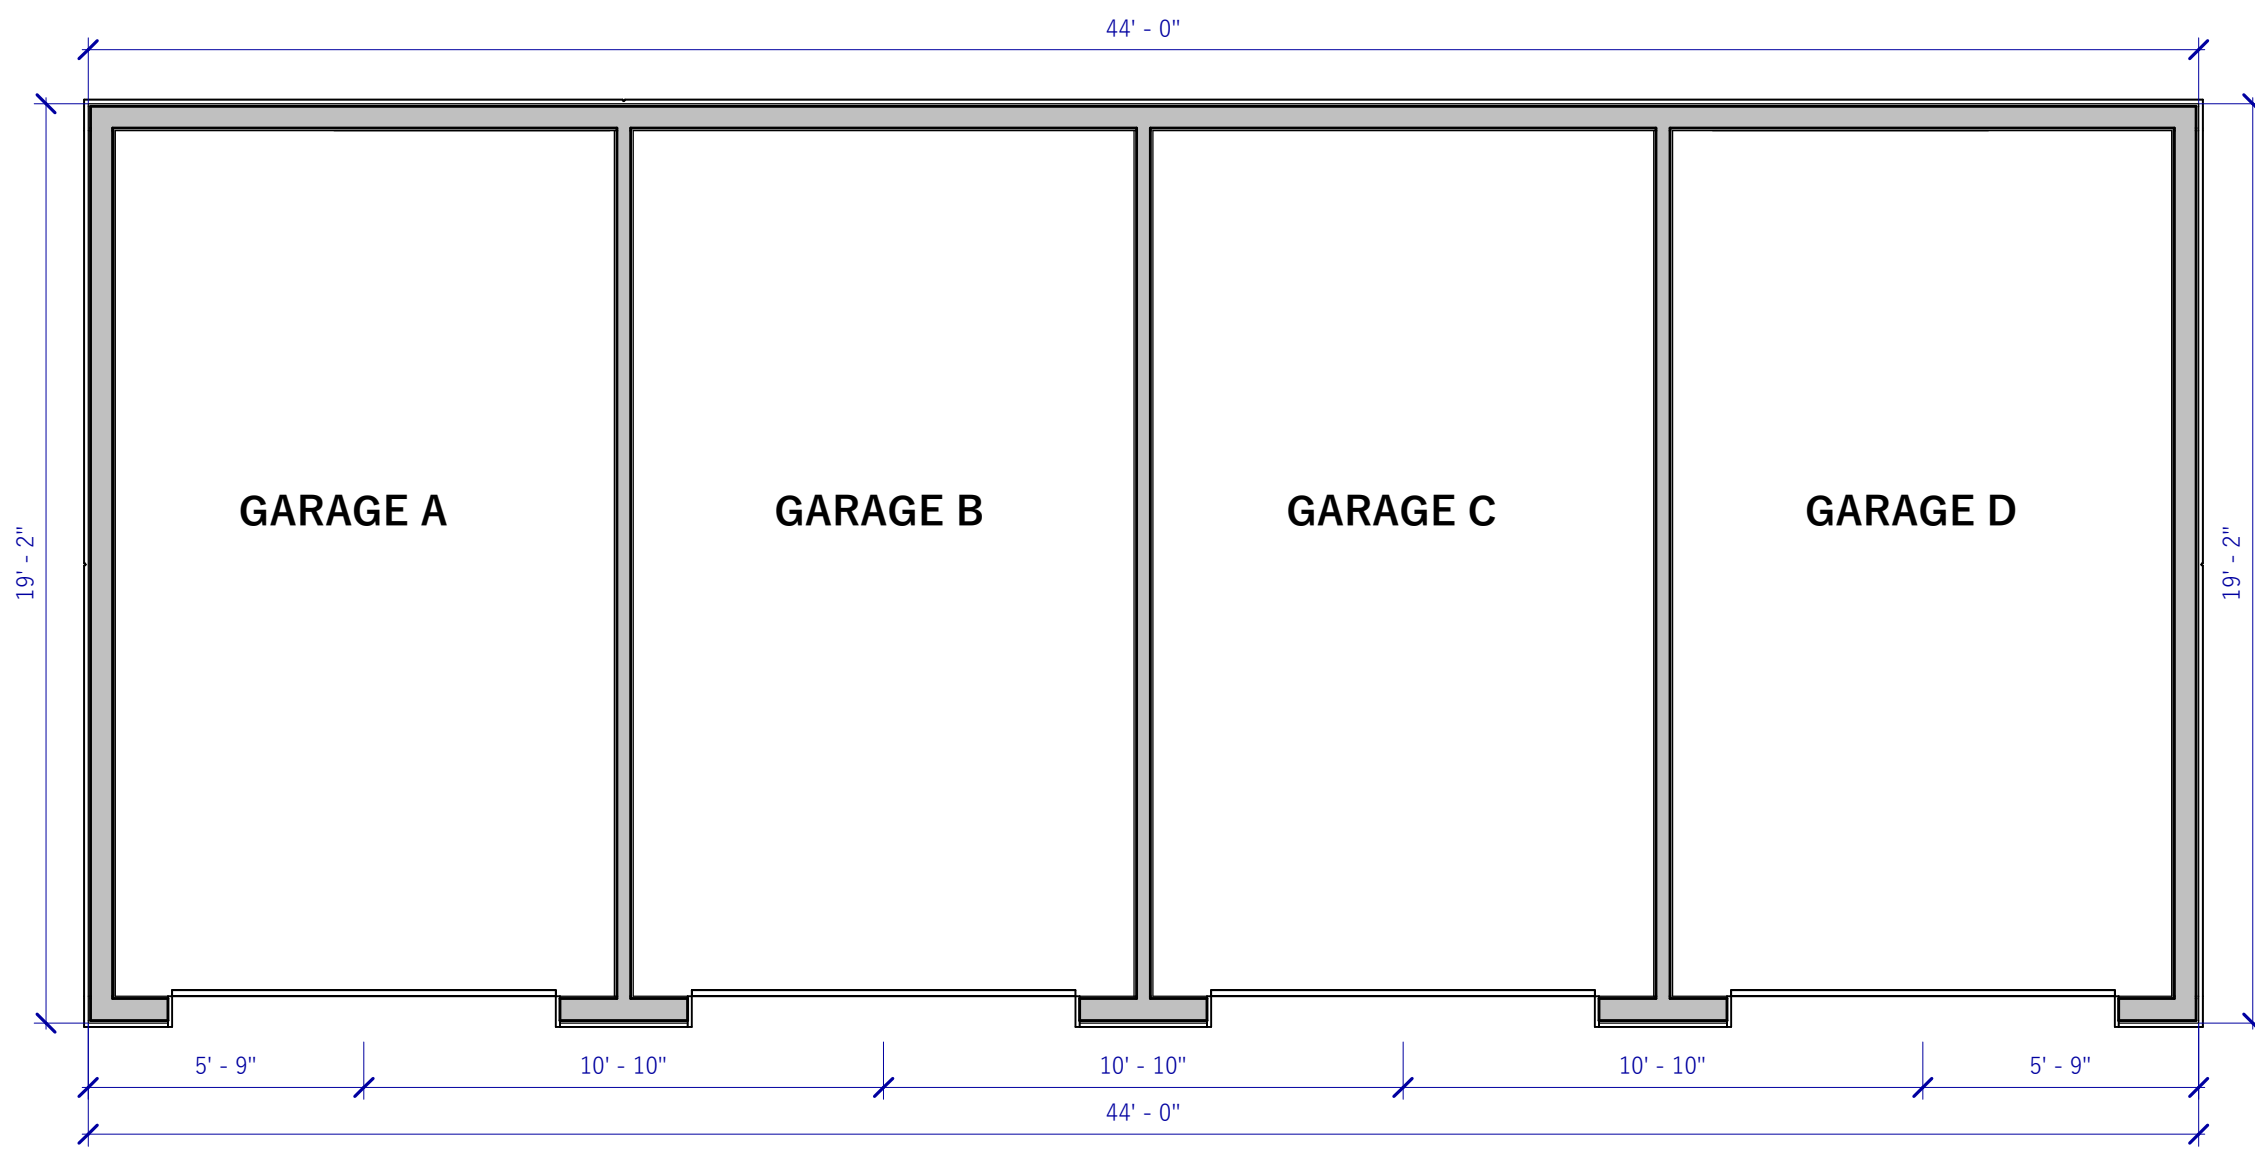 44' - 0"
GARAGE A
GARAGE B
GARAGE C
GARAGE D
19' - 2"
19' - 2"
5' - 9"
10' - 10"
10' - 10"
10' - 10"
5' - 9"
44' - 0"